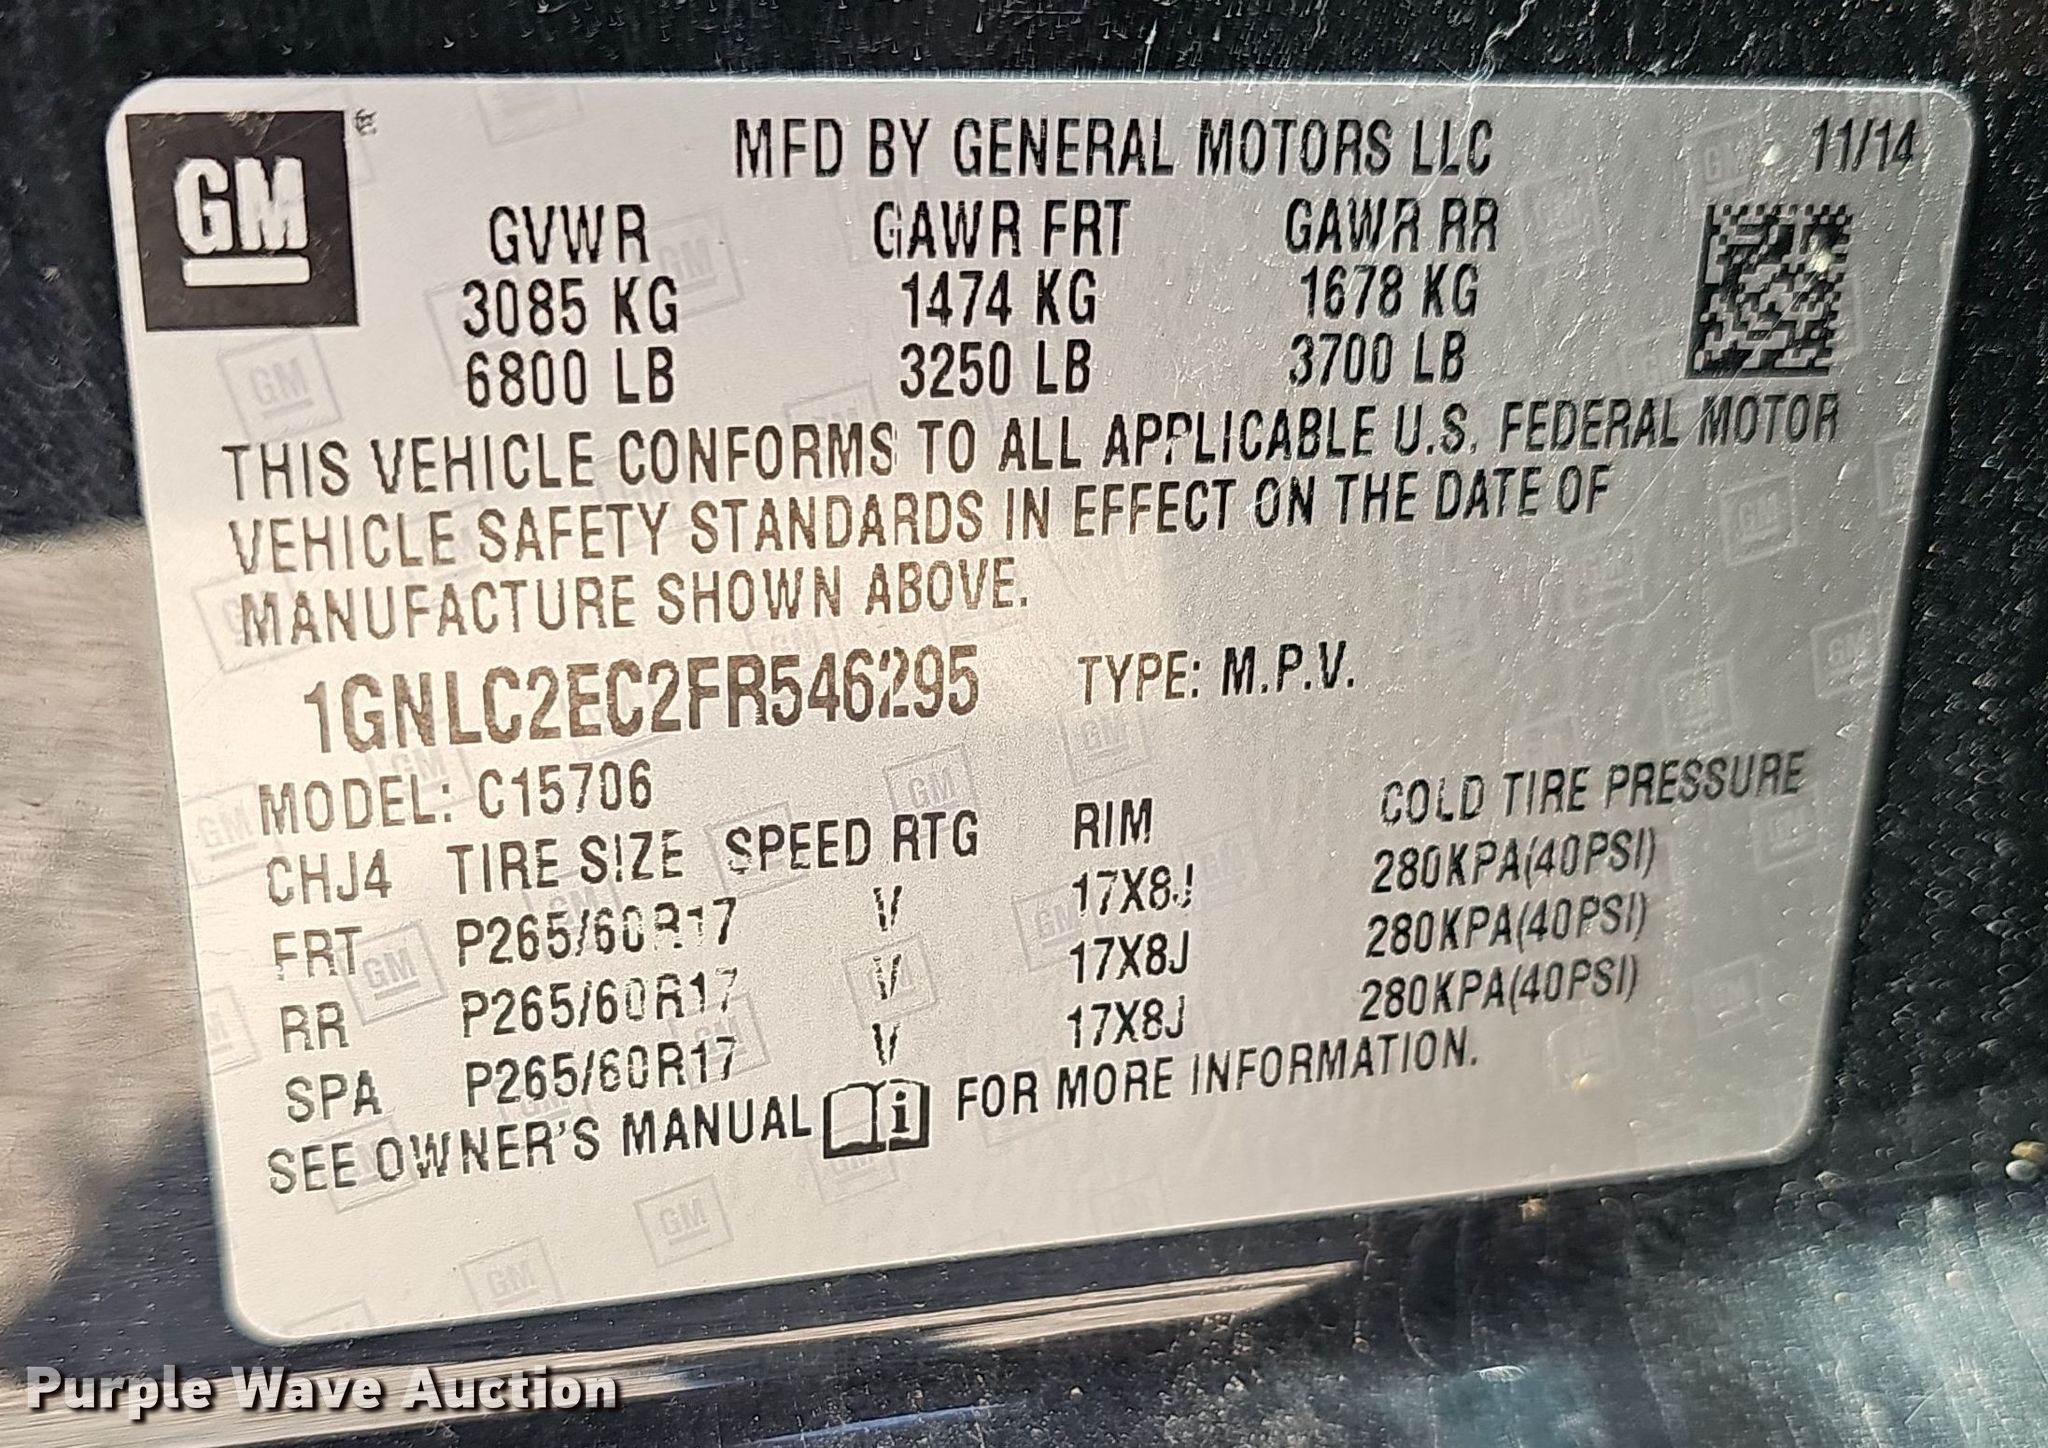 GM
MFD BY GENERAL MOTORS LLC 11/14
GVWR GAWR FRT GAWR RR
3085 KG 1474 KG 1678 KG
6800 LB 3250 LB 3700 LB
THIS VEHICLE CONFORMS TO ALL APPLICABLE U.S. FEDERAL MOTOR
VEHICLE SAFETY STANDARDS IN EFFECT ON THE DATE OF
MANUFACTURE SHOWN ABOVE.
1GNLC2EC2FR546295 TYPE: M.P.V.
MODEL: C15706
CHJ4 TIRE SIZE SPEED RTG RIM COLD TIRE PRESSURE
FRT P265/60R17 V 17X8J 280KPA(40PSI)
RR P265/60R17 V 17X8J 280KPA(40PSI)
SPA P265/60R17 V 17X8J 280KPA(40PSI)
SEE OWNER'S MANUAL i FOR MORE INFORMATION.
Purple Wave Auction